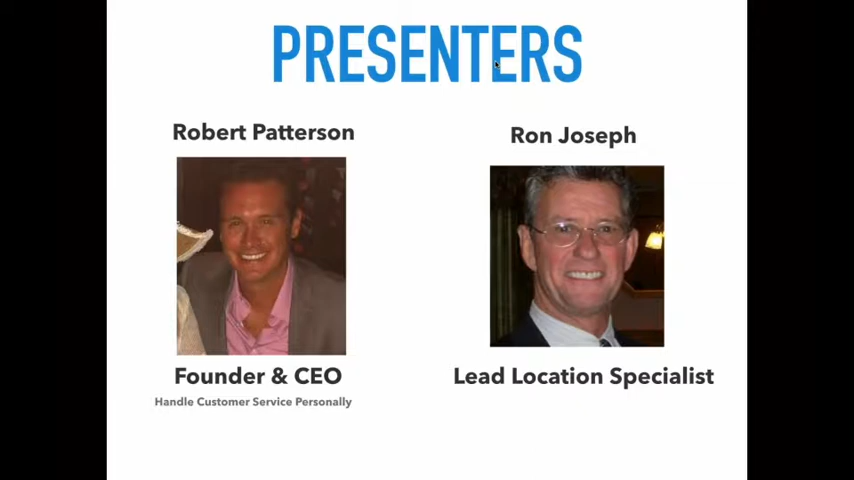 PRESENTERS
Robert Patterson
Ron Joseph
Founder & CEO
Lead Location Specialist
Handle Customer Service Personally